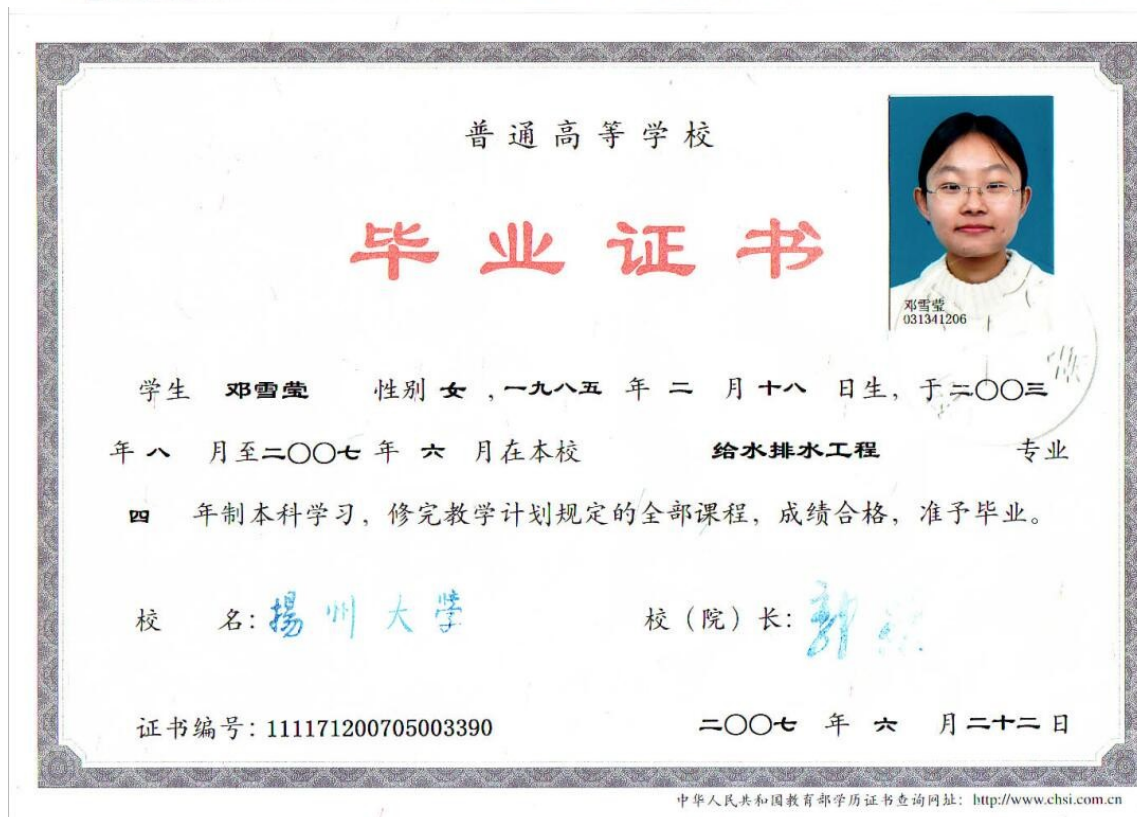 普通高等学校
毕业证书
邓雪莹
031341206
学生 邓雪莹 性别 女 ,一九八五 年 二 月 十八 日生, 于二〇〇三
年 八 月至二〇〇七 年 六 月在本校 给水排水工程 专业
四 年制本科学习, 修完教学计划规定的全部课程, 成绩合格, 准予毕业。
校 名: 揚州大学 校(院)长: 郭
证书编号: 111171200705003390 二〇〇七 年 六 月二十二日
中华人民共和国教育部学历证书查询网址: http://www.chsi.com.cn